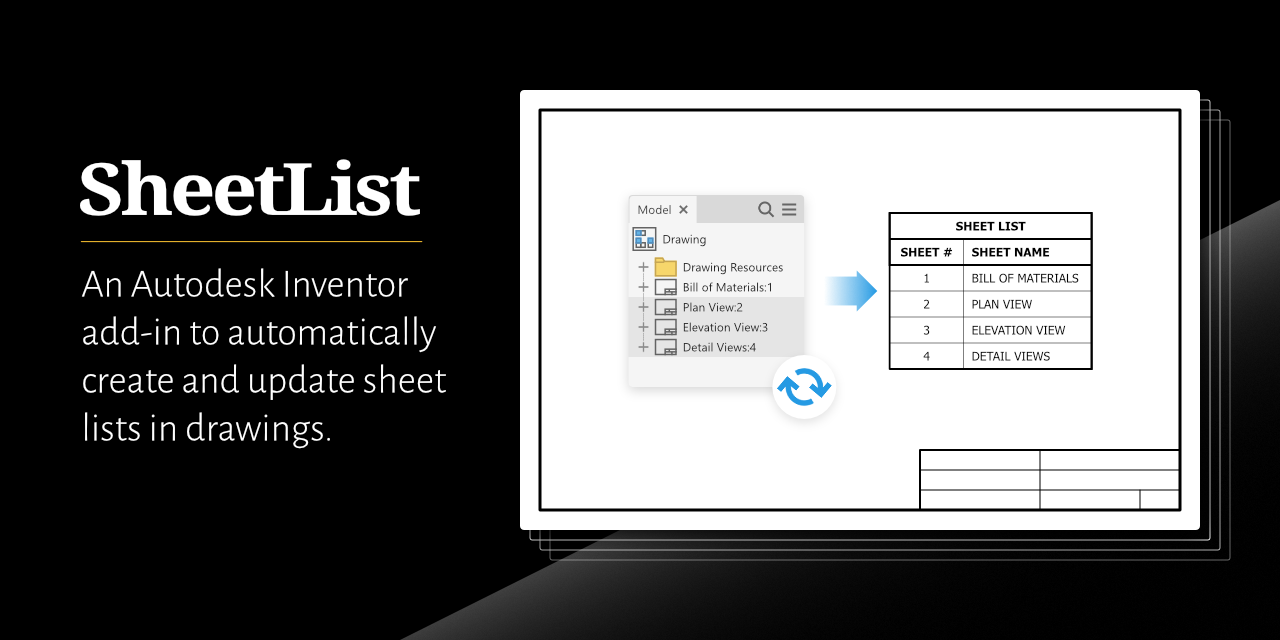 SheetList
An Autodesk Inventor
add-in to automatically
create and update sheet
lists in drawings.
Model
Drawing
Drawing Resources
Bill of Materials:1
Plan View:2
Elevation View:3
Detail Views:4
SHEET LIST
SHEET # SHEET NAME
1 BILL OF MATERIALS
2 PLAN VIEW
3 ELEVATION VIEW
4 DETAIL VIEWS